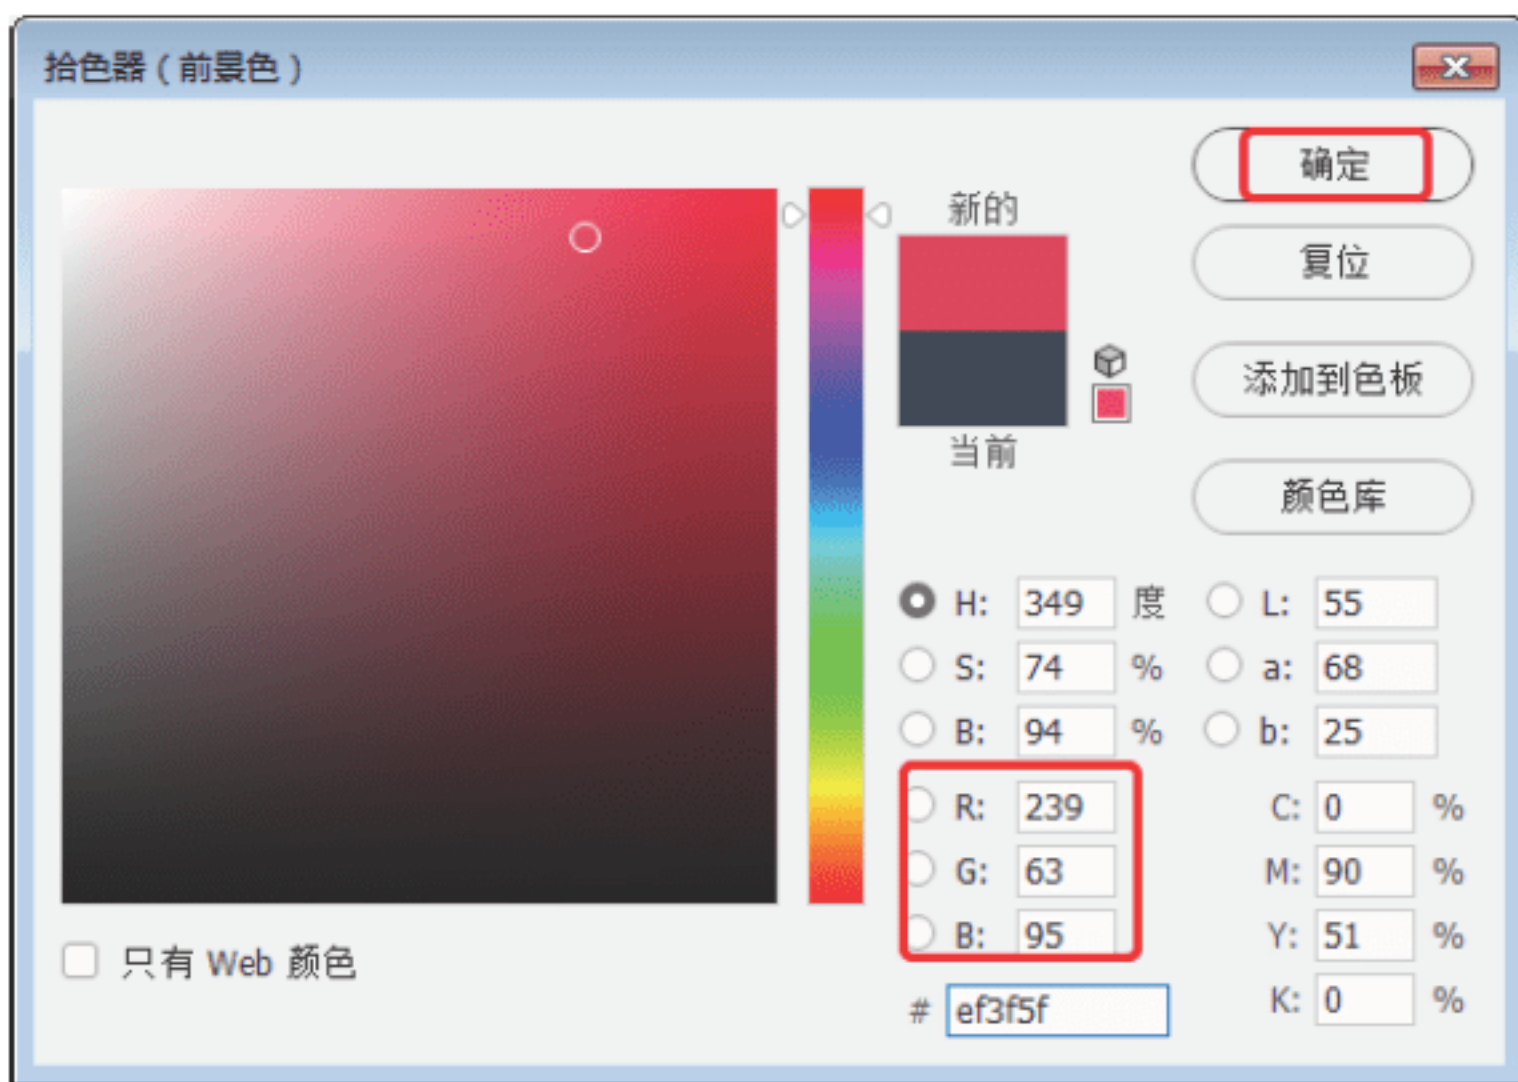 拾色器（前景色）
确定
新的
复位
添加到色板
当前
颜色库
H: 349 度 L: 55
S: 74 % a: 68
B: 94 % b: 25
R: 239 C: 0 %
G: 63 M: 90 %
B: 95 Y: 51 %
只有 Web 颜色
# ef3f5f K: 0 %